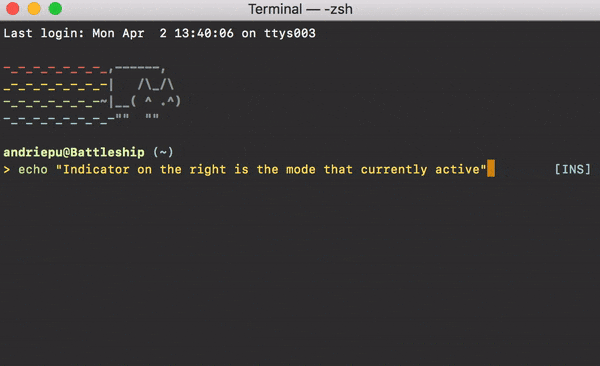 Terminal — -zsh
Last login: Mon Apr  2 13:40:06 on ttys003
-_-_-_-_-_-_-_,------,
_-_-_-_-_-_-_-|   /\_/\
-_-_-_-_-_-_-~|__( ^ .^)
_-_-_-_-_-_-_-""  ""
andriepu@Battleship (~)
> echo "Indicator on the right is the mode that currently active" [INS]